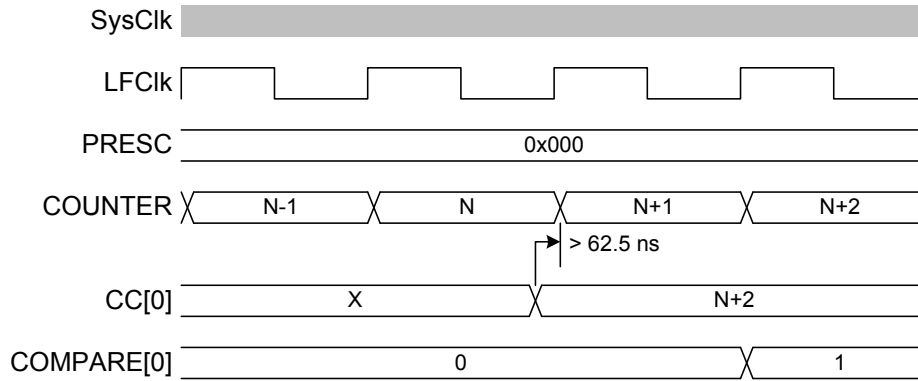 SysClk
LFClk
PRESC 0x000
COUNTER N-1 N N+1 N+2
> 62.5 ns
CC[0] X N+2
COMPARE[0] 0 1